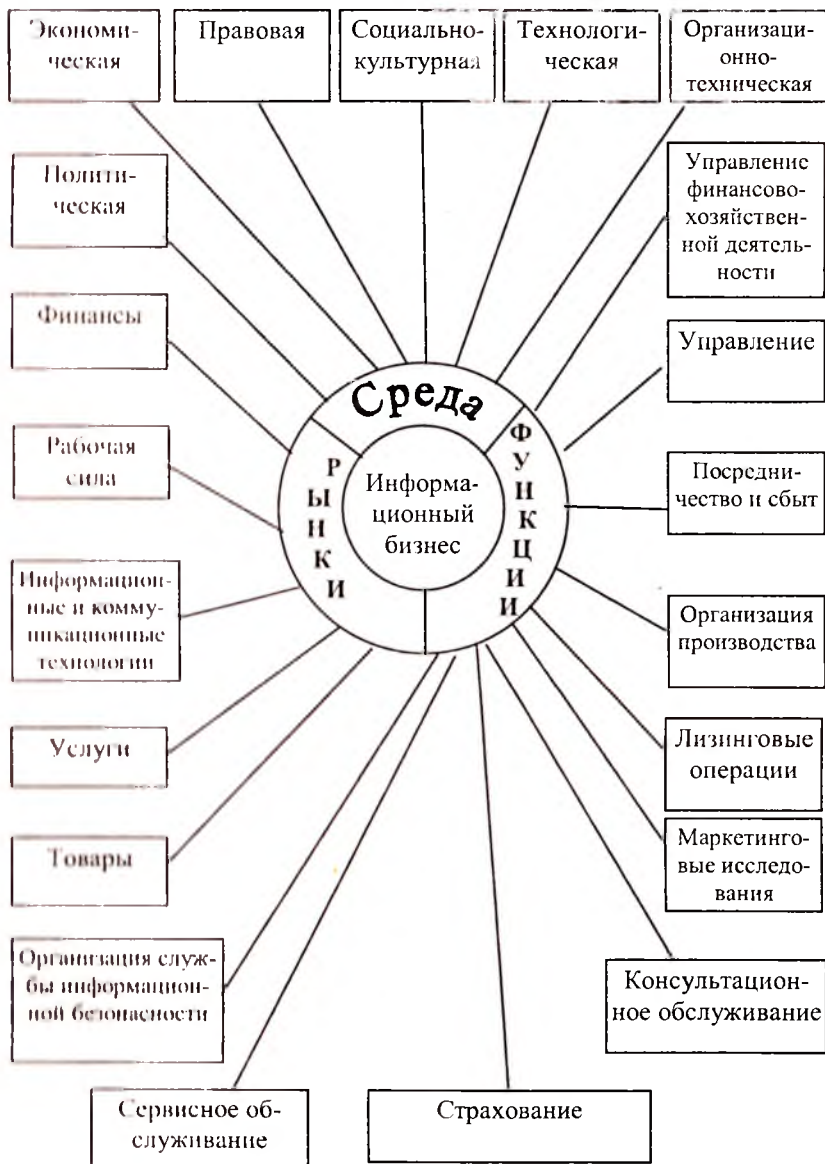 Экономи-
ческая
Правовая
Социально-
культурная
Технологи-
ческая
Организаци-
онно-
техническая
Полити-
ческая
Управление
финансово-
хозяйствен-
ной деятель-
ности
Финансы
Управление
Среда
РЫНКИ
ФУНКЦИИ
Информа-
ционный
бизнес
Рабочая
сила
Посредни-
чество и сбыт
Информацион-
ные и комму-
никационные
технологии
Организация
производства
Услуги
Лизинговые
операции
Товары
Маркетинго-
вые исследо-
вания
Организация служ-
бы информацион-
ной безопасности
Консультацион-
ное обслуживание
Сервисное об-
служивание
Страхование